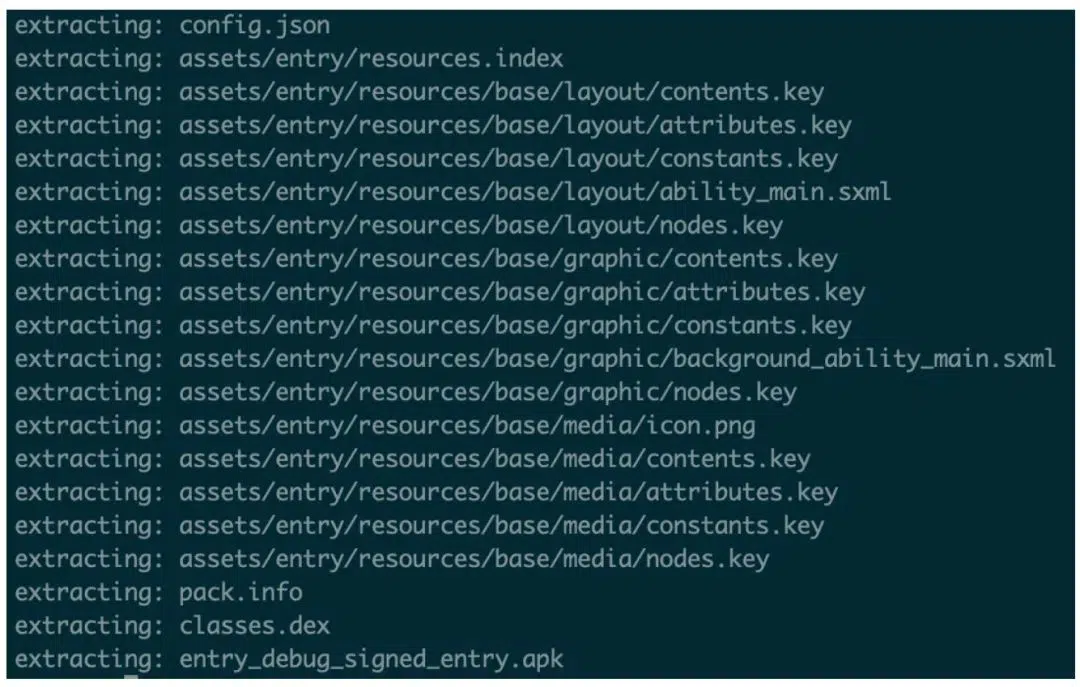 extracting: config.json
extracting: assets/entry/resources.index
extracting: assets/entry/resources/base/layout/contents.key
extracting: assets/entry/resources/base/layout/attributes.key
extracting: assets/entry/resources/base/layout/constants.key
extracting: assets/entry/resources/base/layout/ability_main.sxml
extracting: assets/entry/resources/base/layout/nodes.key
extracting: assets/entry/resources/base/graphic/contents.key
extracting: assets/entry/resources/base/graphic/attributes.key
extracting: assets/entry/resources/base/graphic/constants.key
extracting: assets/entry/resources/base/graphic/background_ability_main.sxml
extracting: assets/entry/resources/base/graphic/nodes.key
extracting: assets/entry/resources/base/media/icon.png
extracting: assets/entry/resources/base/media/contents.key
extracting: assets/entry/resources/base/media/attributes.key
extracting: assets/entry/resources/base/media/constants.key
extracting: assets/entry/resources/base/media/nodes.key
extracting: pack.info
extracting: classes.dex
extracting: entry_debug_signed_entry.apk